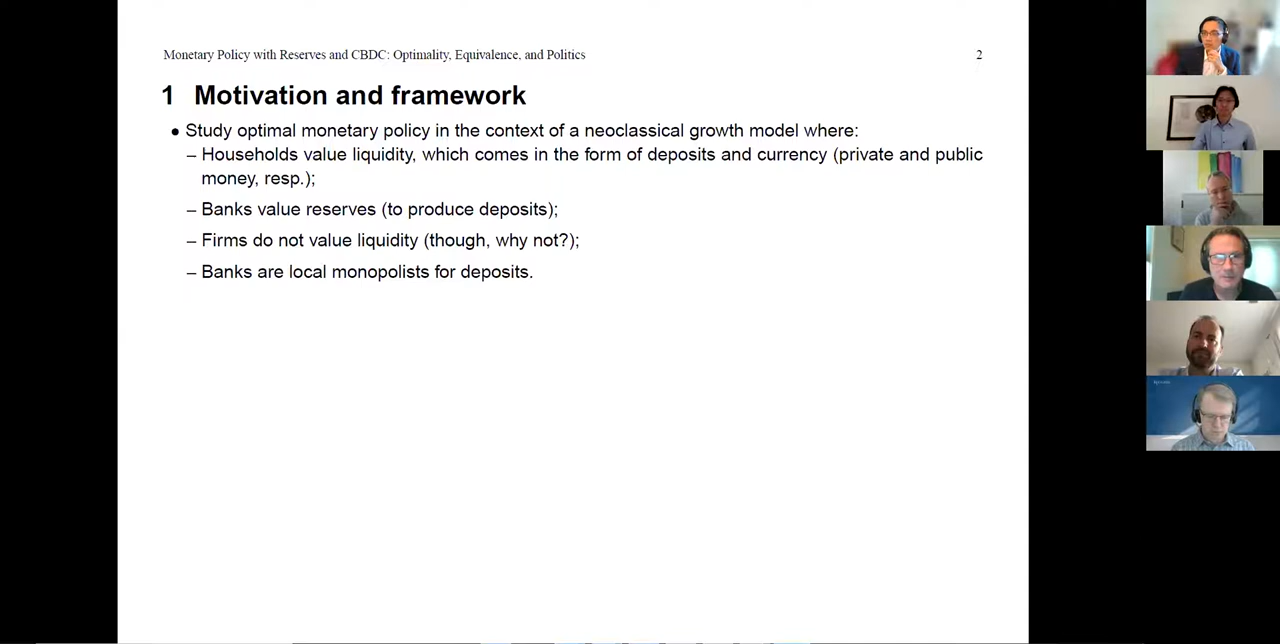 Monetary Policy with Reserves and CBDC: Optimality, Equivalence, and Politics 2
1 Motivation and framework
● Study optimal monetary policy in the context of a neoclassical growth model where:
– Households value liquidity, which comes in the form of deposits and currency (private and public
money, resp.);
– Banks value reserves (to produce deposits);
– Firms do not value liquidity (though, why not?);
– Banks are local monopolists for deposits.